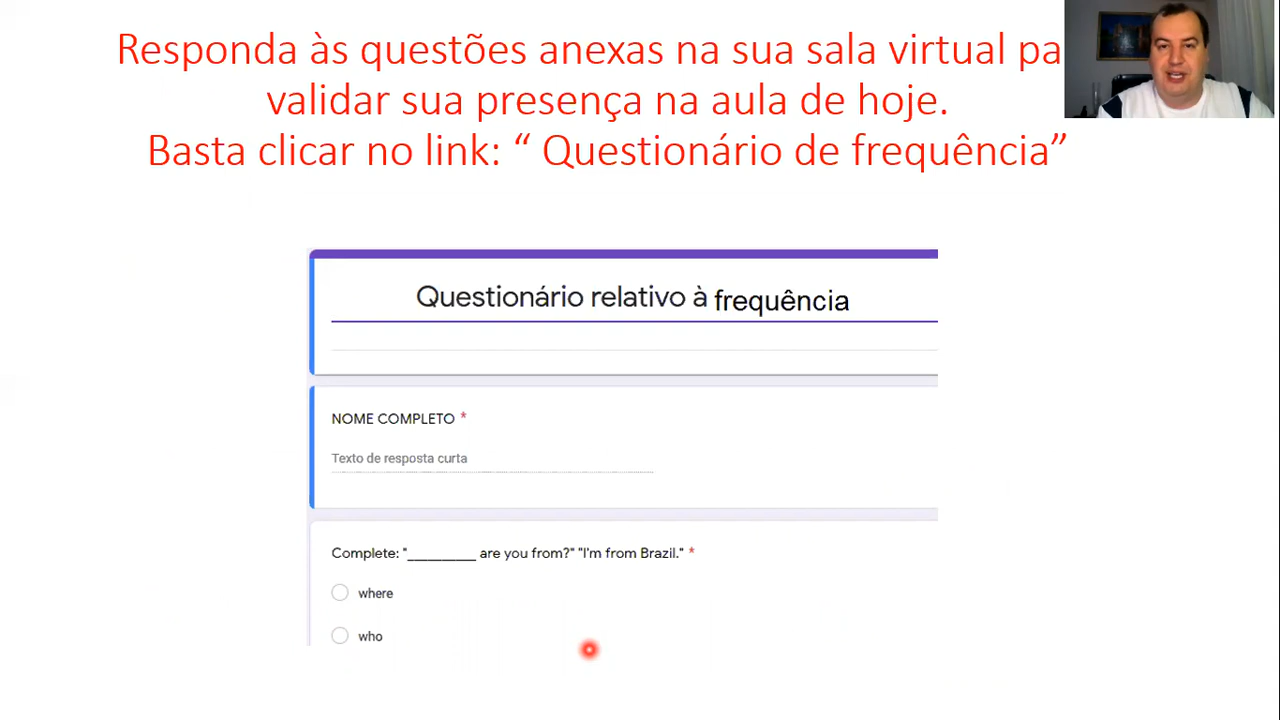 Responda às questões anexas na sua sala virtual pa
validar sua presença na aula de hoje.
Basta clicar no link: “ Questionário de frequência”
Questionário relativo à frequência
NOME COMPLETO *
Texto de resposta curta
Complete: "__________ are you from?" "I'm from Brazil." *
where
who